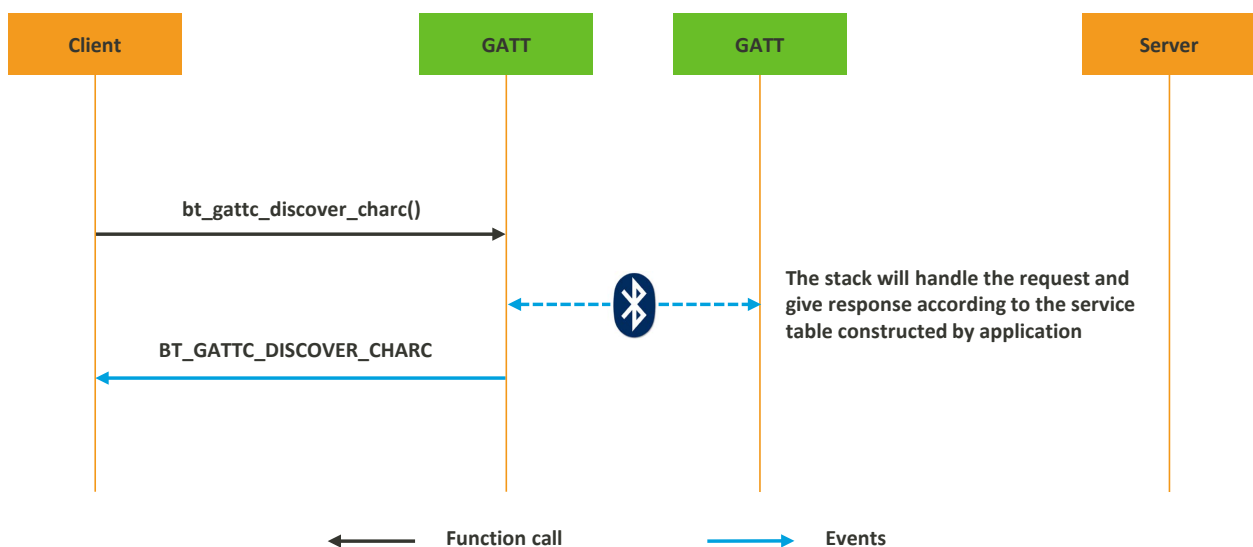 Client
GATT
GATT
Server
bt_gattc_discover_charc()
The stack will handle the request and
give response according to the service
table constructed by application
BT_GATTC_DISCOVER_CHARC
Function call
Events